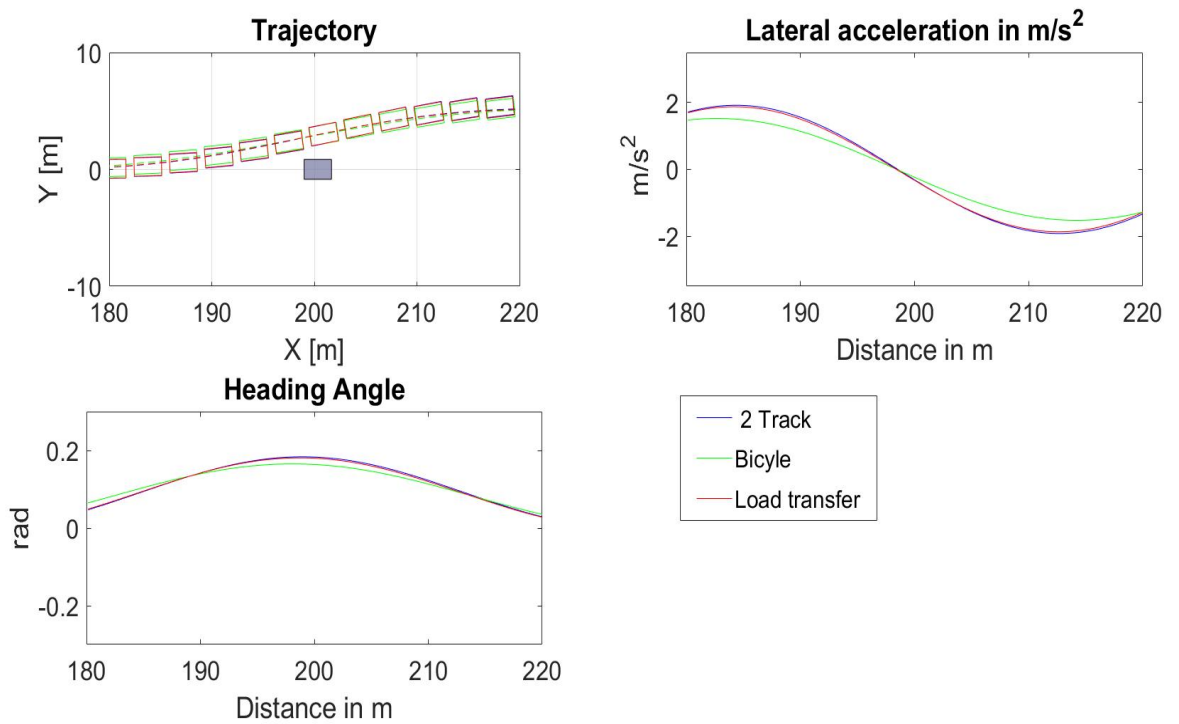 Trajectory
10
0
-10
Y [m]
180 190 200 210 220
X [m]
Lateral acceleration in m/s²
2
0
-2
m/s²
180 190 200 210 220
Distance in m
Heading Angle
0.2
0
-0.2
rad
180 190 200 210 220
Distance in m
2 Track
Bicyle
Load transfer